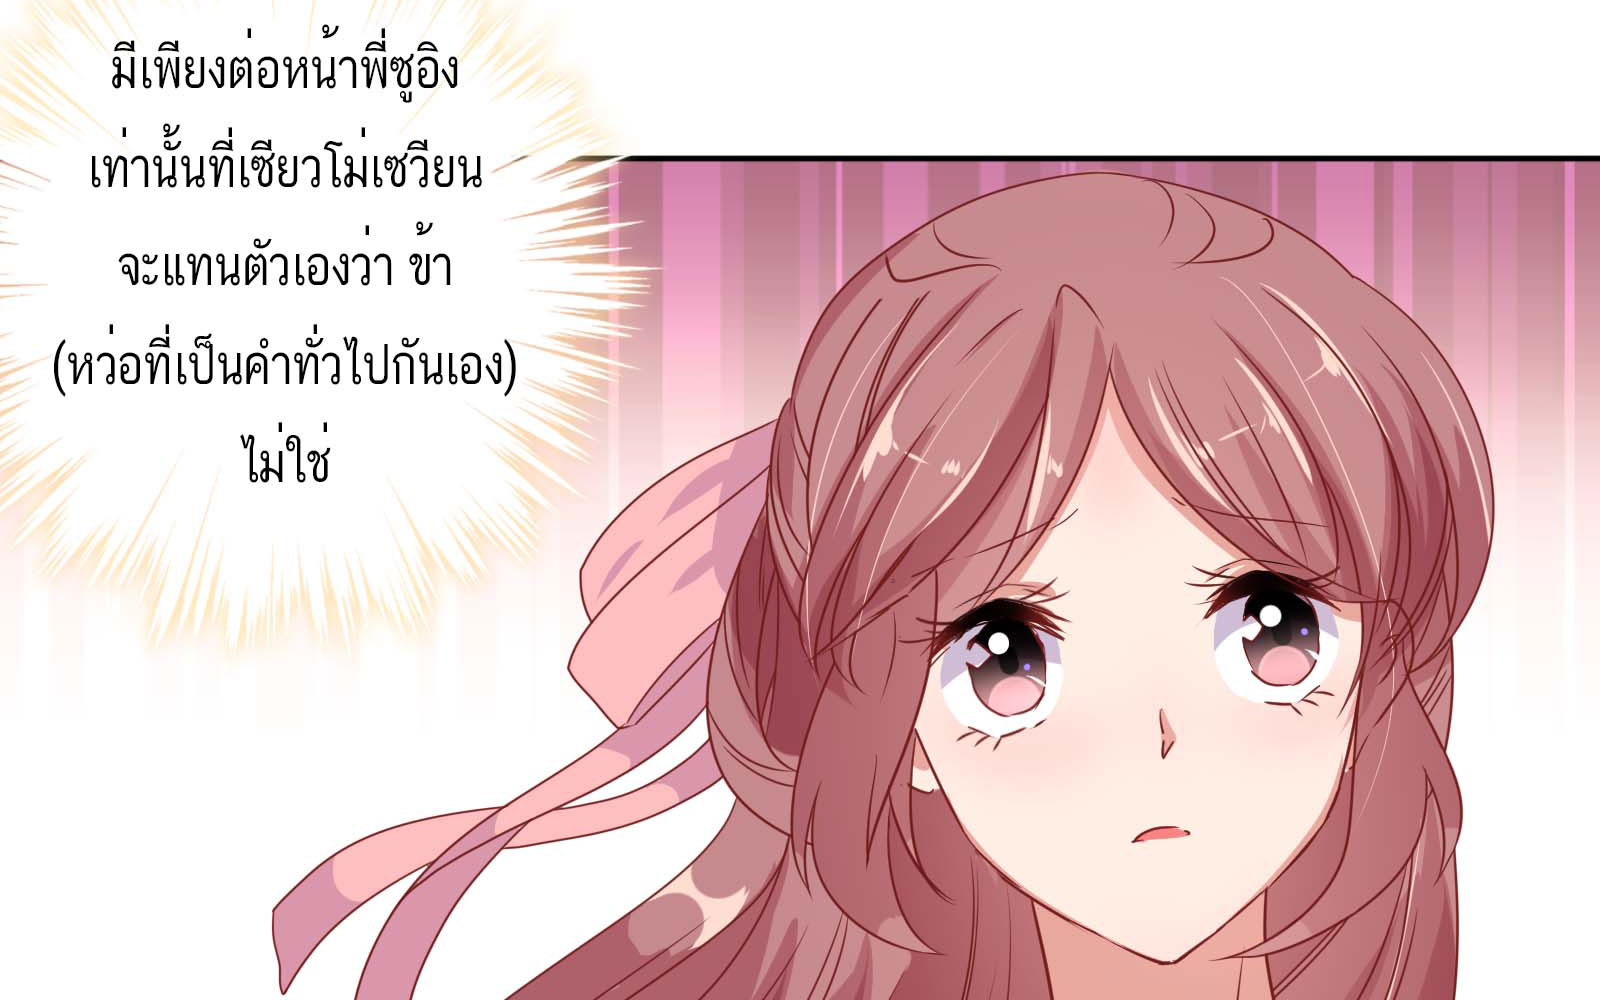 มีเพียงต่อหน้าพี่ซูอิง
เท่านั้นที่เซียวโม่เซวียน
จะแทนตัวเองว่า ข้า
(หว่อที่เป็นคำทั่วไปกันเอง)
ไม่ใช่